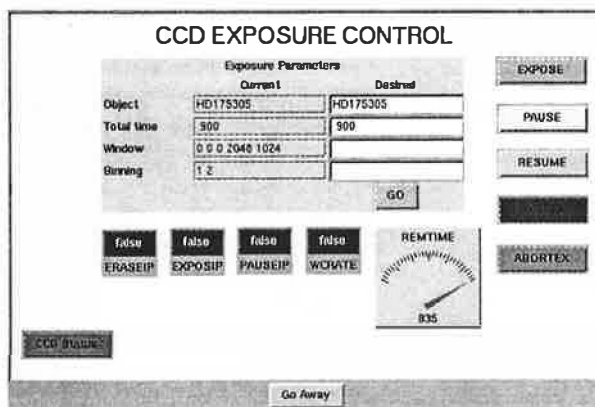 CCD EXPOSURE CONTROL
Exposure Parameters
Current Desired
Object HD175305 HD175305
Total time 900 900
Window 0 0 0 2048 1024
Binning 1 2
GO
EXPOSE
PAUSE
RESUME
ABORTEX
false false false false
ERASEIP EXPOSIP PAUSEIP WCRATE
REMTIME
835
CCD
Go Away